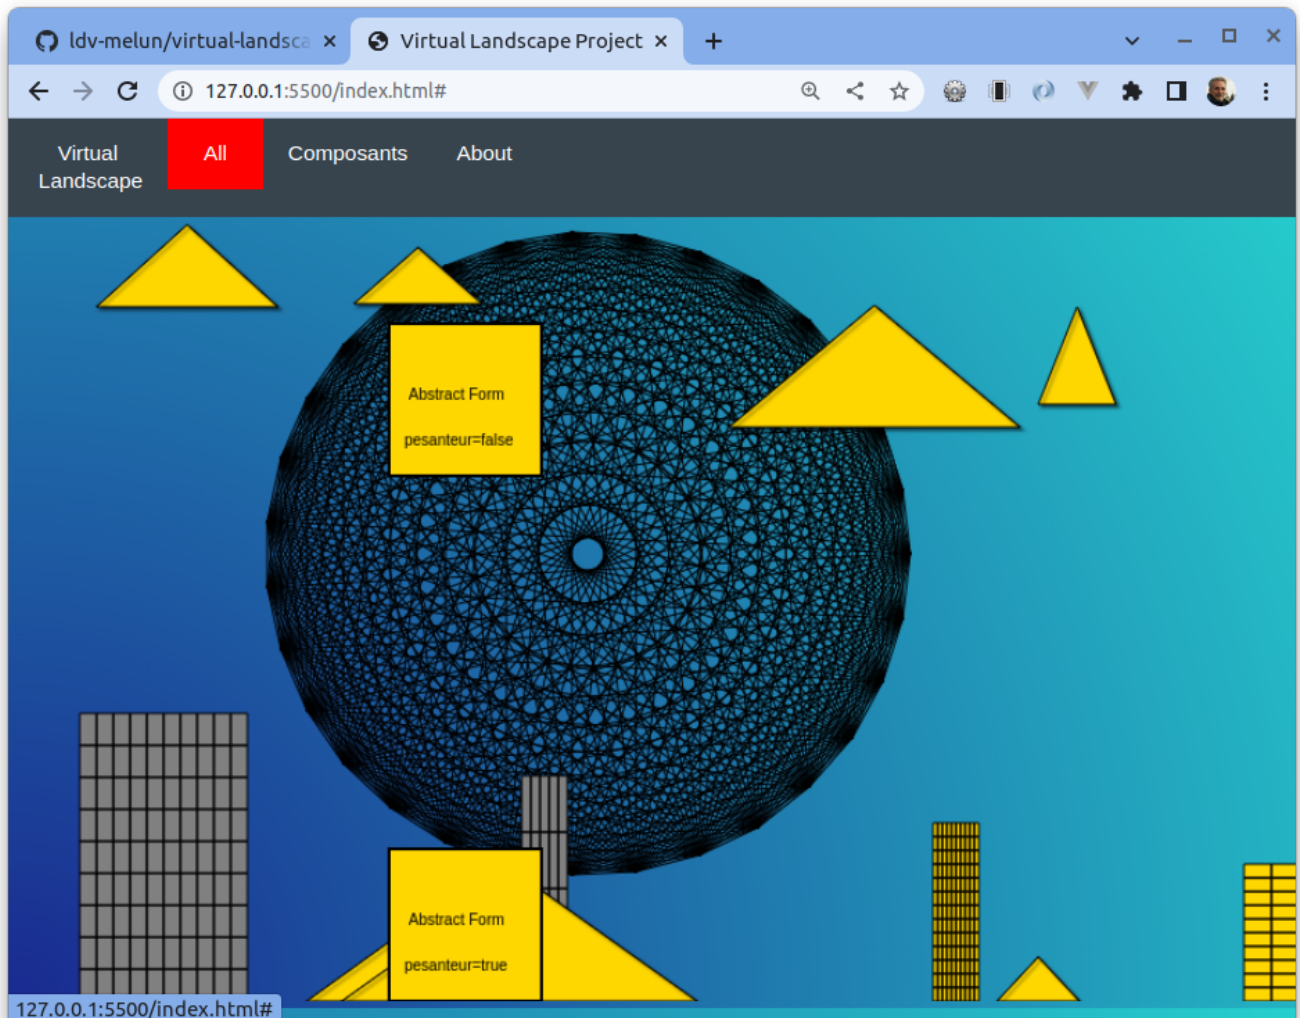 ldv-melun/virtual-landsca
Virtual Landscape Project
127.0.0.1:5500/index.html#
Virtual
Landscape
All
Composants
About
Abstract Form
pesanteur=false
Abstract Form
pesanteur=true
127.0.0.1:5500/index.html#